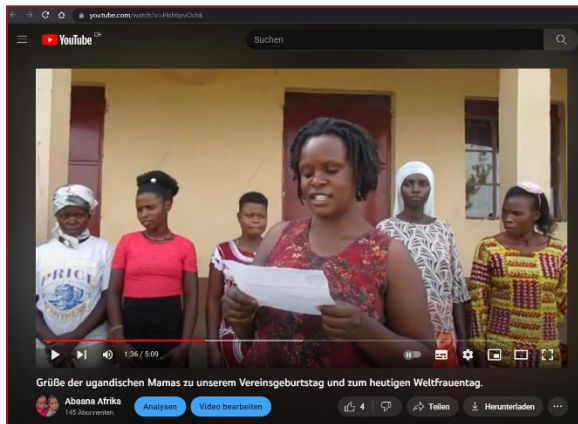 youtube.com/watch?v=
YouTube DE
Suchen
PRICE
1:36 / 5:09
Grüße der ugandischen Mamas zu unserem Vereinsgeburtstag und zum heutigen Weltfrauentag.
Abaana Afrika
145 Abonnenten
Analysen
Video bearbeiten
4
Teilen
Herunterladen